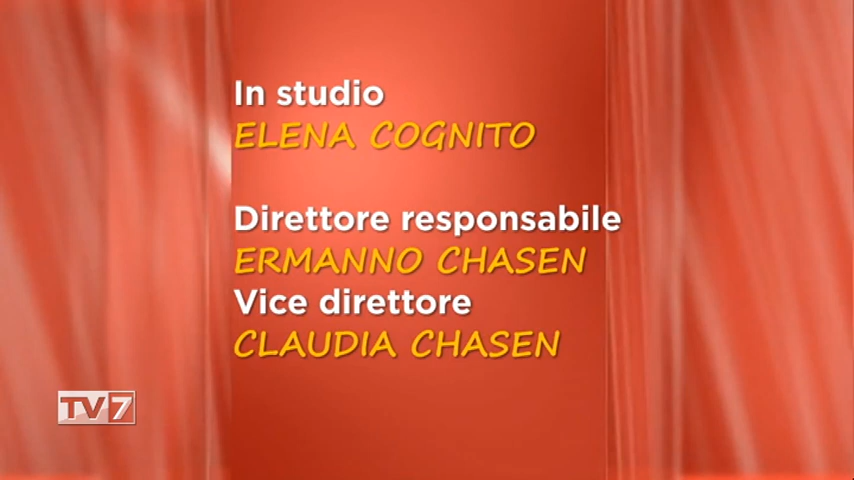 In studio
ELENA COGNITO
Direttore responsabile
ERMANNO CHASEN
Vice direttore
CLAUDIA CHASEN
TV7